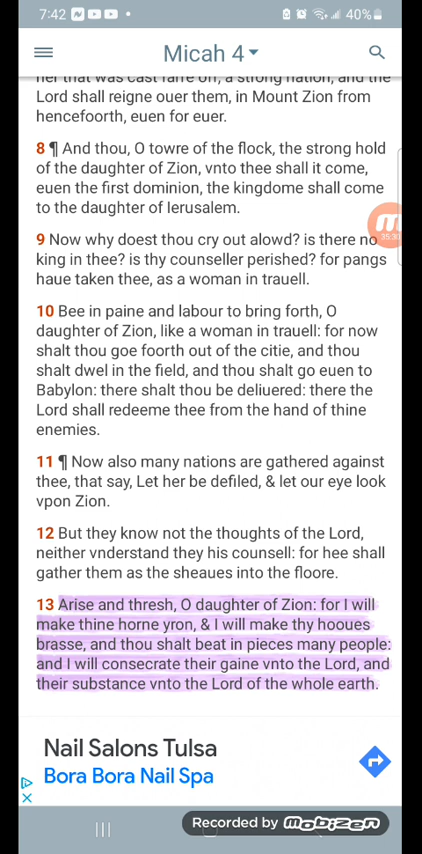 7:42
40%
Micah 4
her that was cast farre off, a strong nation, and the
Lord shall reigne ouer them, in Mount Zion from
hencefoorth, euen for euer.
8 ¶ And thou, O towre of the flock, the strong hold
of the daughter of Zion, vnto thee shall it come,
euen the first dominion, the kingdome shall come
to the daughter of Ierusalem.
9 Now why doest thou cry out alowd? is there no
king in thee? is thy counseller perished? for pangs
haue taken thee, as a woman in trauell.
35:30
10 Bee in paine and labour to bring forth, O
daughter of Zion, like a woman in trauell: for now
shalt thou goe foorth out of the citie, and thou
shalt dwel in the field, and thou shalt go euen to
Babylon: there shalt thou be deliuered: there the
Lord shall redeeme thee from the hand of thine
enemies.
11 ¶ Now also many nations are gathered against
thee, that say, Let her be defiled, & let our eye look
vpon Zion.
12 But they know not the thoughts of the Lord,
neither vnderstand they his counsell: for hee shall
gather them as the sheaues into the floore.
13 Arise and thresh, O daughter of Zion: for I will
make thine horne yron, & I will make thy hooues
brasse, and thou shalt beat in pieces many people:
and I will consecrate their gaine vnto the Lord, and
their substance vnto the Lord of the whole earth.
Nail Salons Tulsa
Bora Bora Nail Spa
Recorded by mobizen